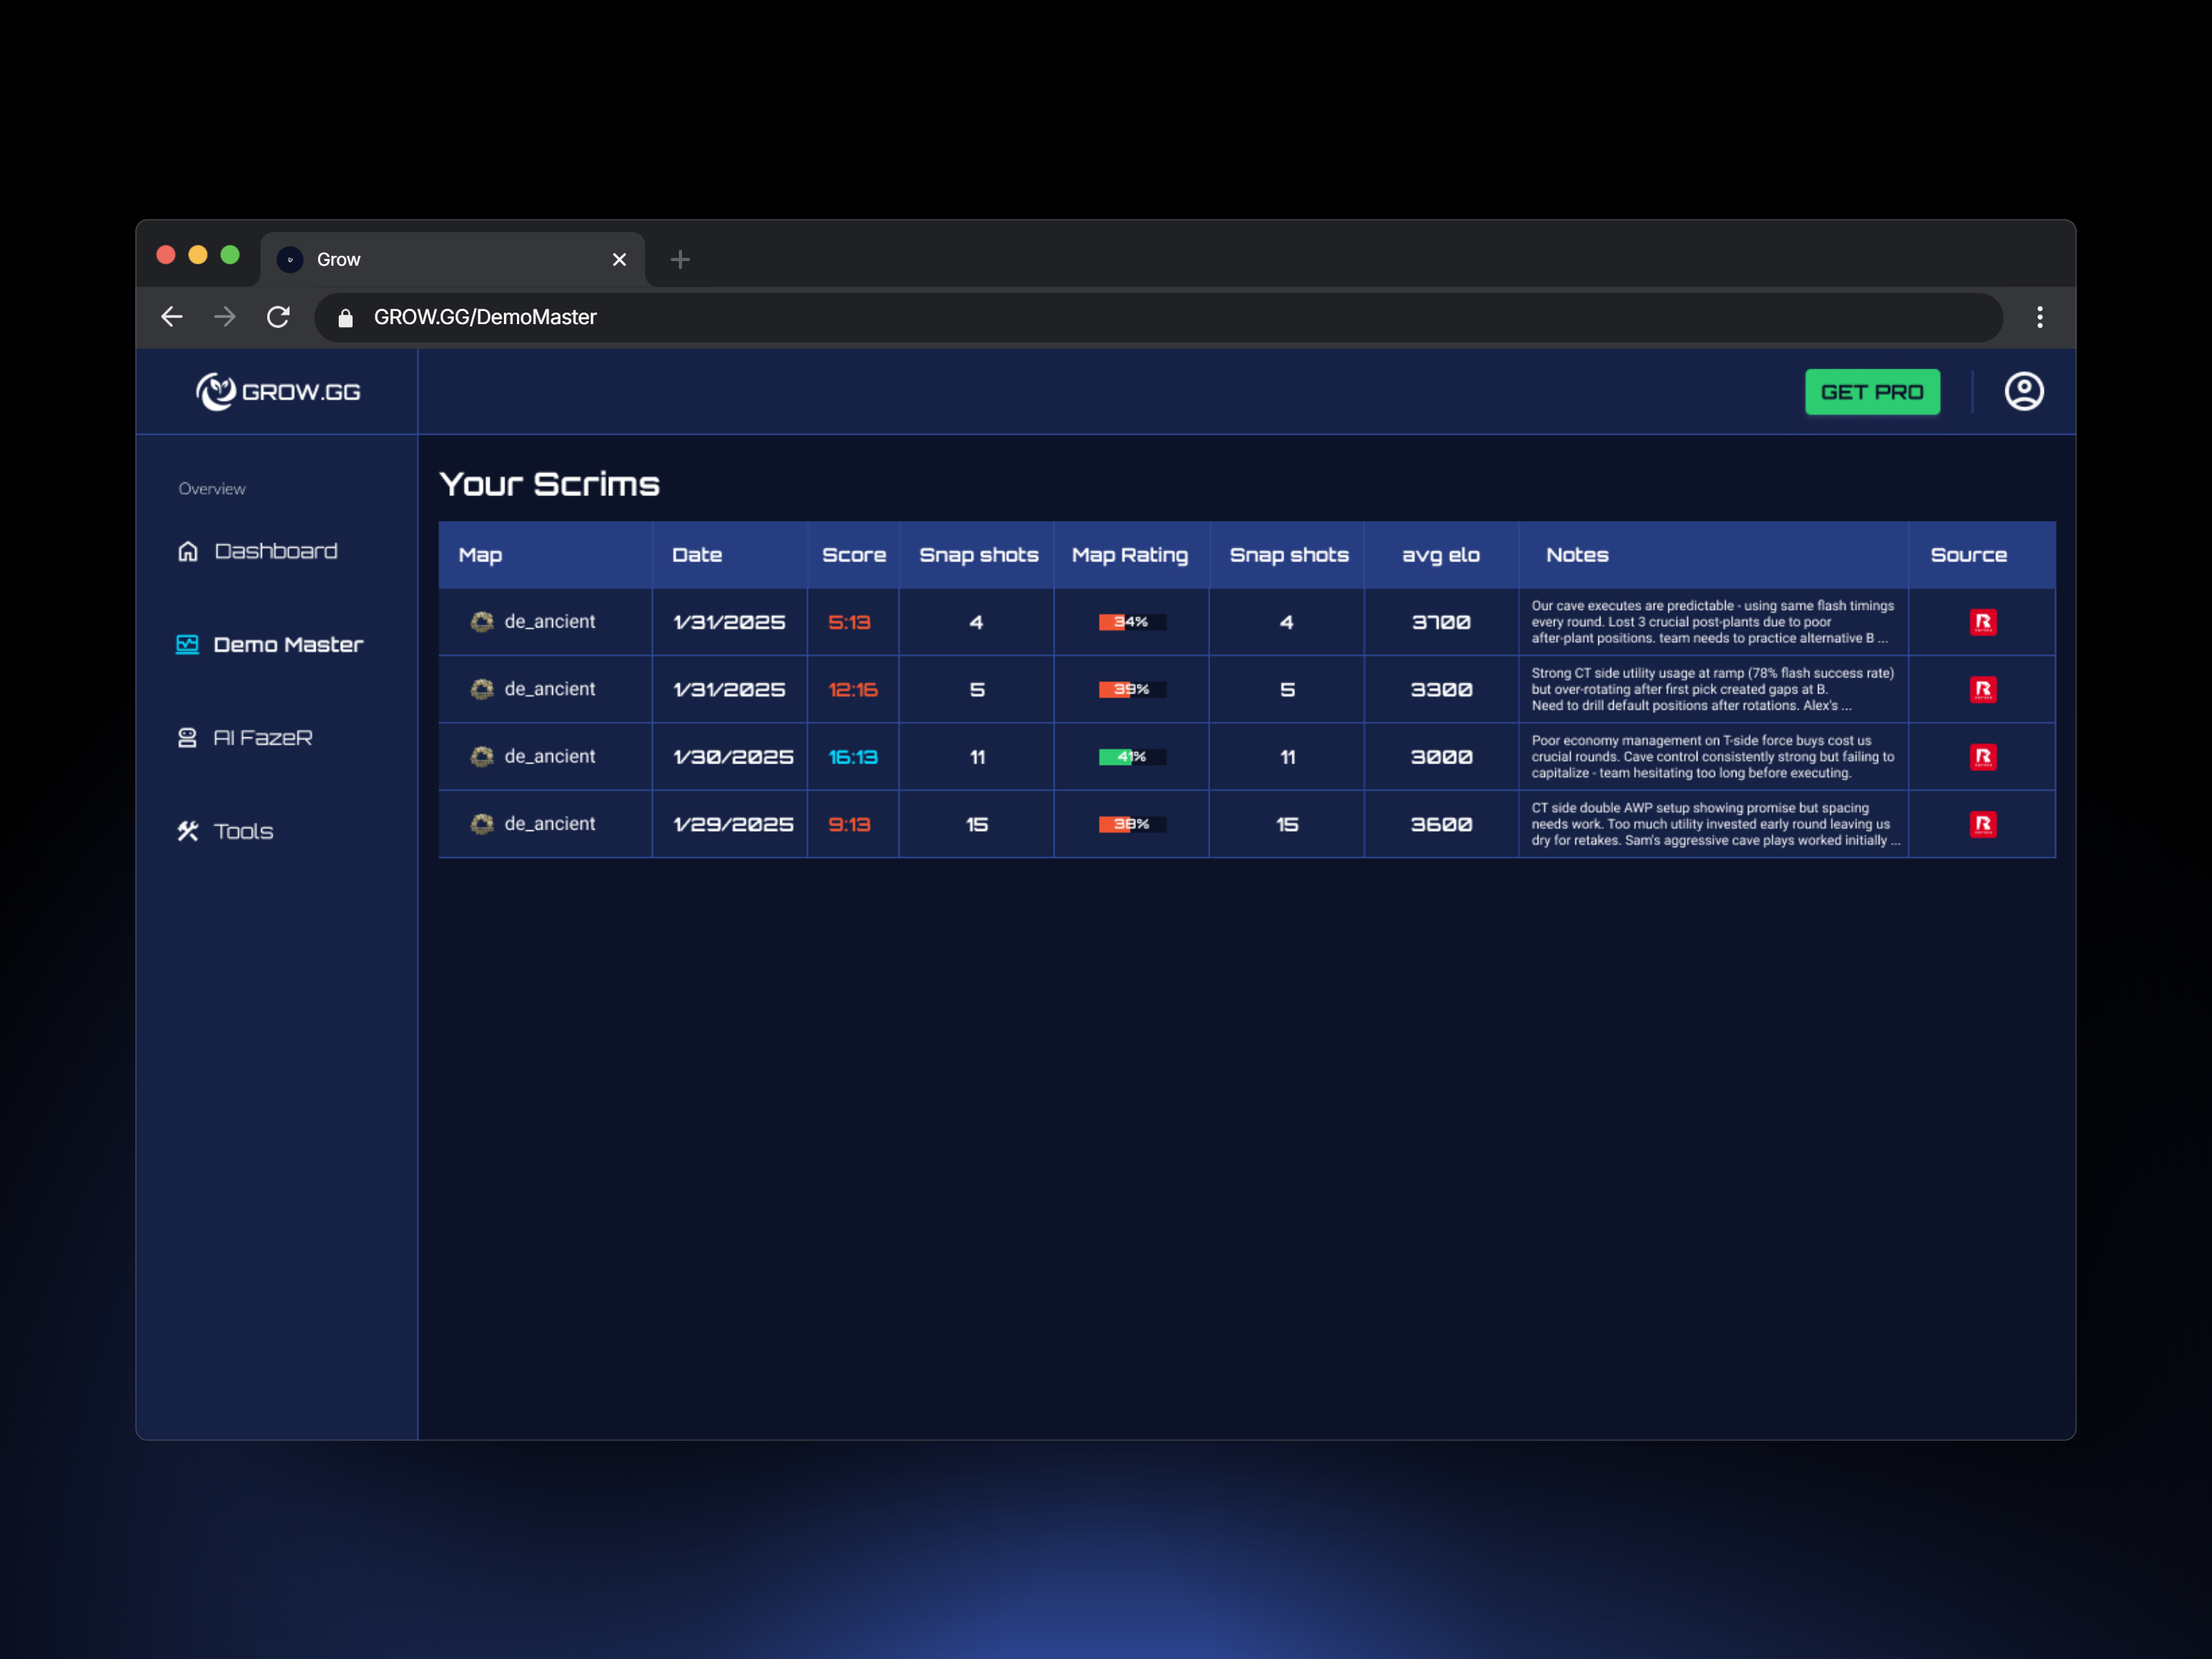 Grow
GROW.GG/DemoMaster
GROW.GG
GET PRO
Overview
Dashboard
Demo Master
AI FazeR
Tools
Your Scrims
Map Date Score Snap shots Map Rating Snap shots avg elo Notes Source
de_ancient 1/31/2025 5:13 4 34% 4 3700
Our cave executes are predictable - using same flash timings
every round. Lost 3 crucial post-plants due to poor
after-plant positions. team needs to practice alternative B ...
R
de_ancient 1/31/2025 12:16 5 39% 5 3300
Strong CT side utility usage at ramp (78% flash success rate)
but over-rotating after first pick created gaps at B.
Need to drill default positions after rotations. Alex's ...
R
de_ancient 1/30/2025 16:13 11 41% 11 3000
Poor economy management on T-side force buys cost us
crucial rounds. Cave control consistently strong but failing to
capitalize - team hesitating too long before executing.
R
de_ancient 1/29/2025 9:13 15 38% 15 3600
CT side double AWP setup showing promise but spacing
needs work. Too much utility invested early round leaving us
dry for retakes. Sam's aggressive cave plays worked initially ...
R